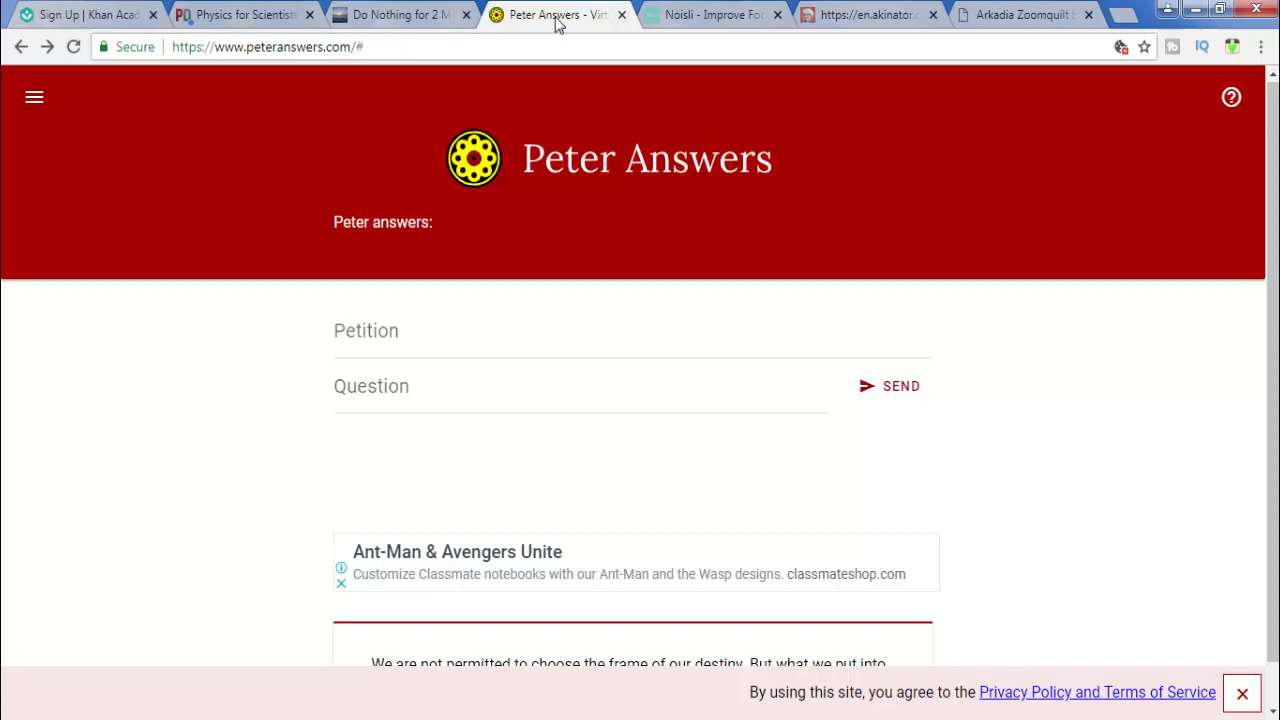 Sign Up | Khan Acad
Physics for Scientists
Do Nothing for 2 Mi
Peter Answers - Virt
Noisli - Improve Fo
https://en.akinator.
Arkadia Zoomquilt
Secure
https://www.peteranswers.com/#
IQ
Peter Answers
Peter answers:
Petition
Question
SEND
Ant-Man & Avengers Unite
Customize Classmate notebooks with our Ant-Man and the Wasp designs. classmateshop.com
We are not permitted to choose the frame of our destiny. But what we put into
By using this site, you agree to the Privacy Policy and Terms of Service